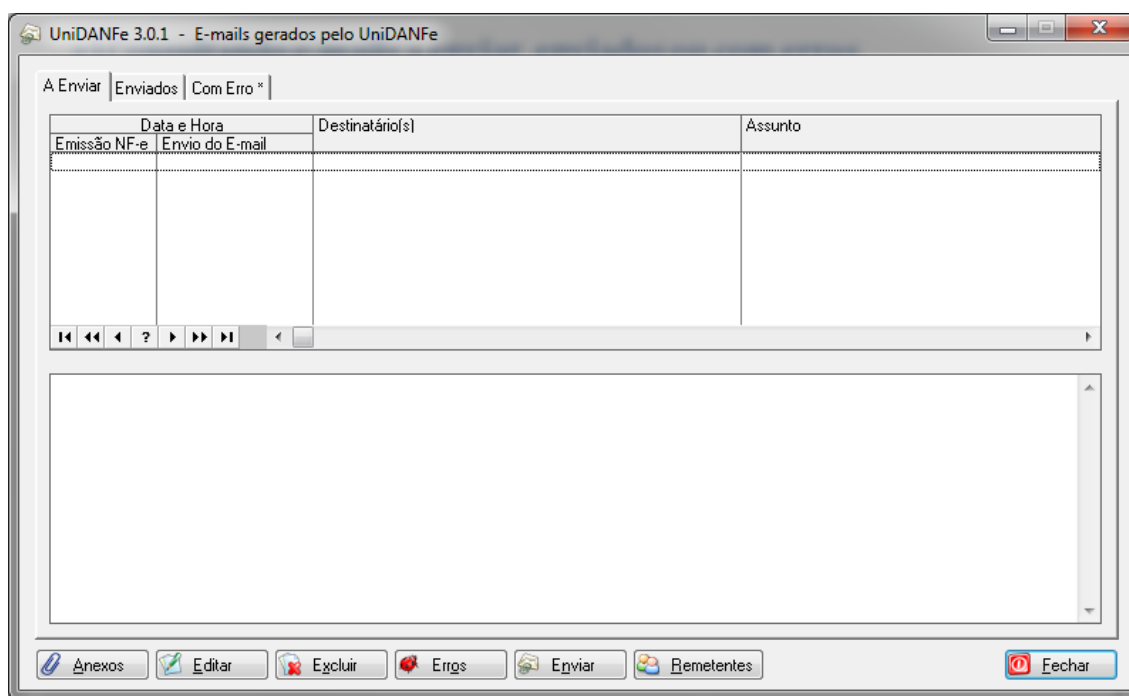 UniDANFe 3.0.1 - E-mails gerados pelo UniDANFe
A Enviar Enviados Com Erro *
Data e Hora Destinatário(s) Assunto
Emissão NF-e Envio do E-mail
?
Anexos Editar Excluir Erros Enviar Remetentes Fechar